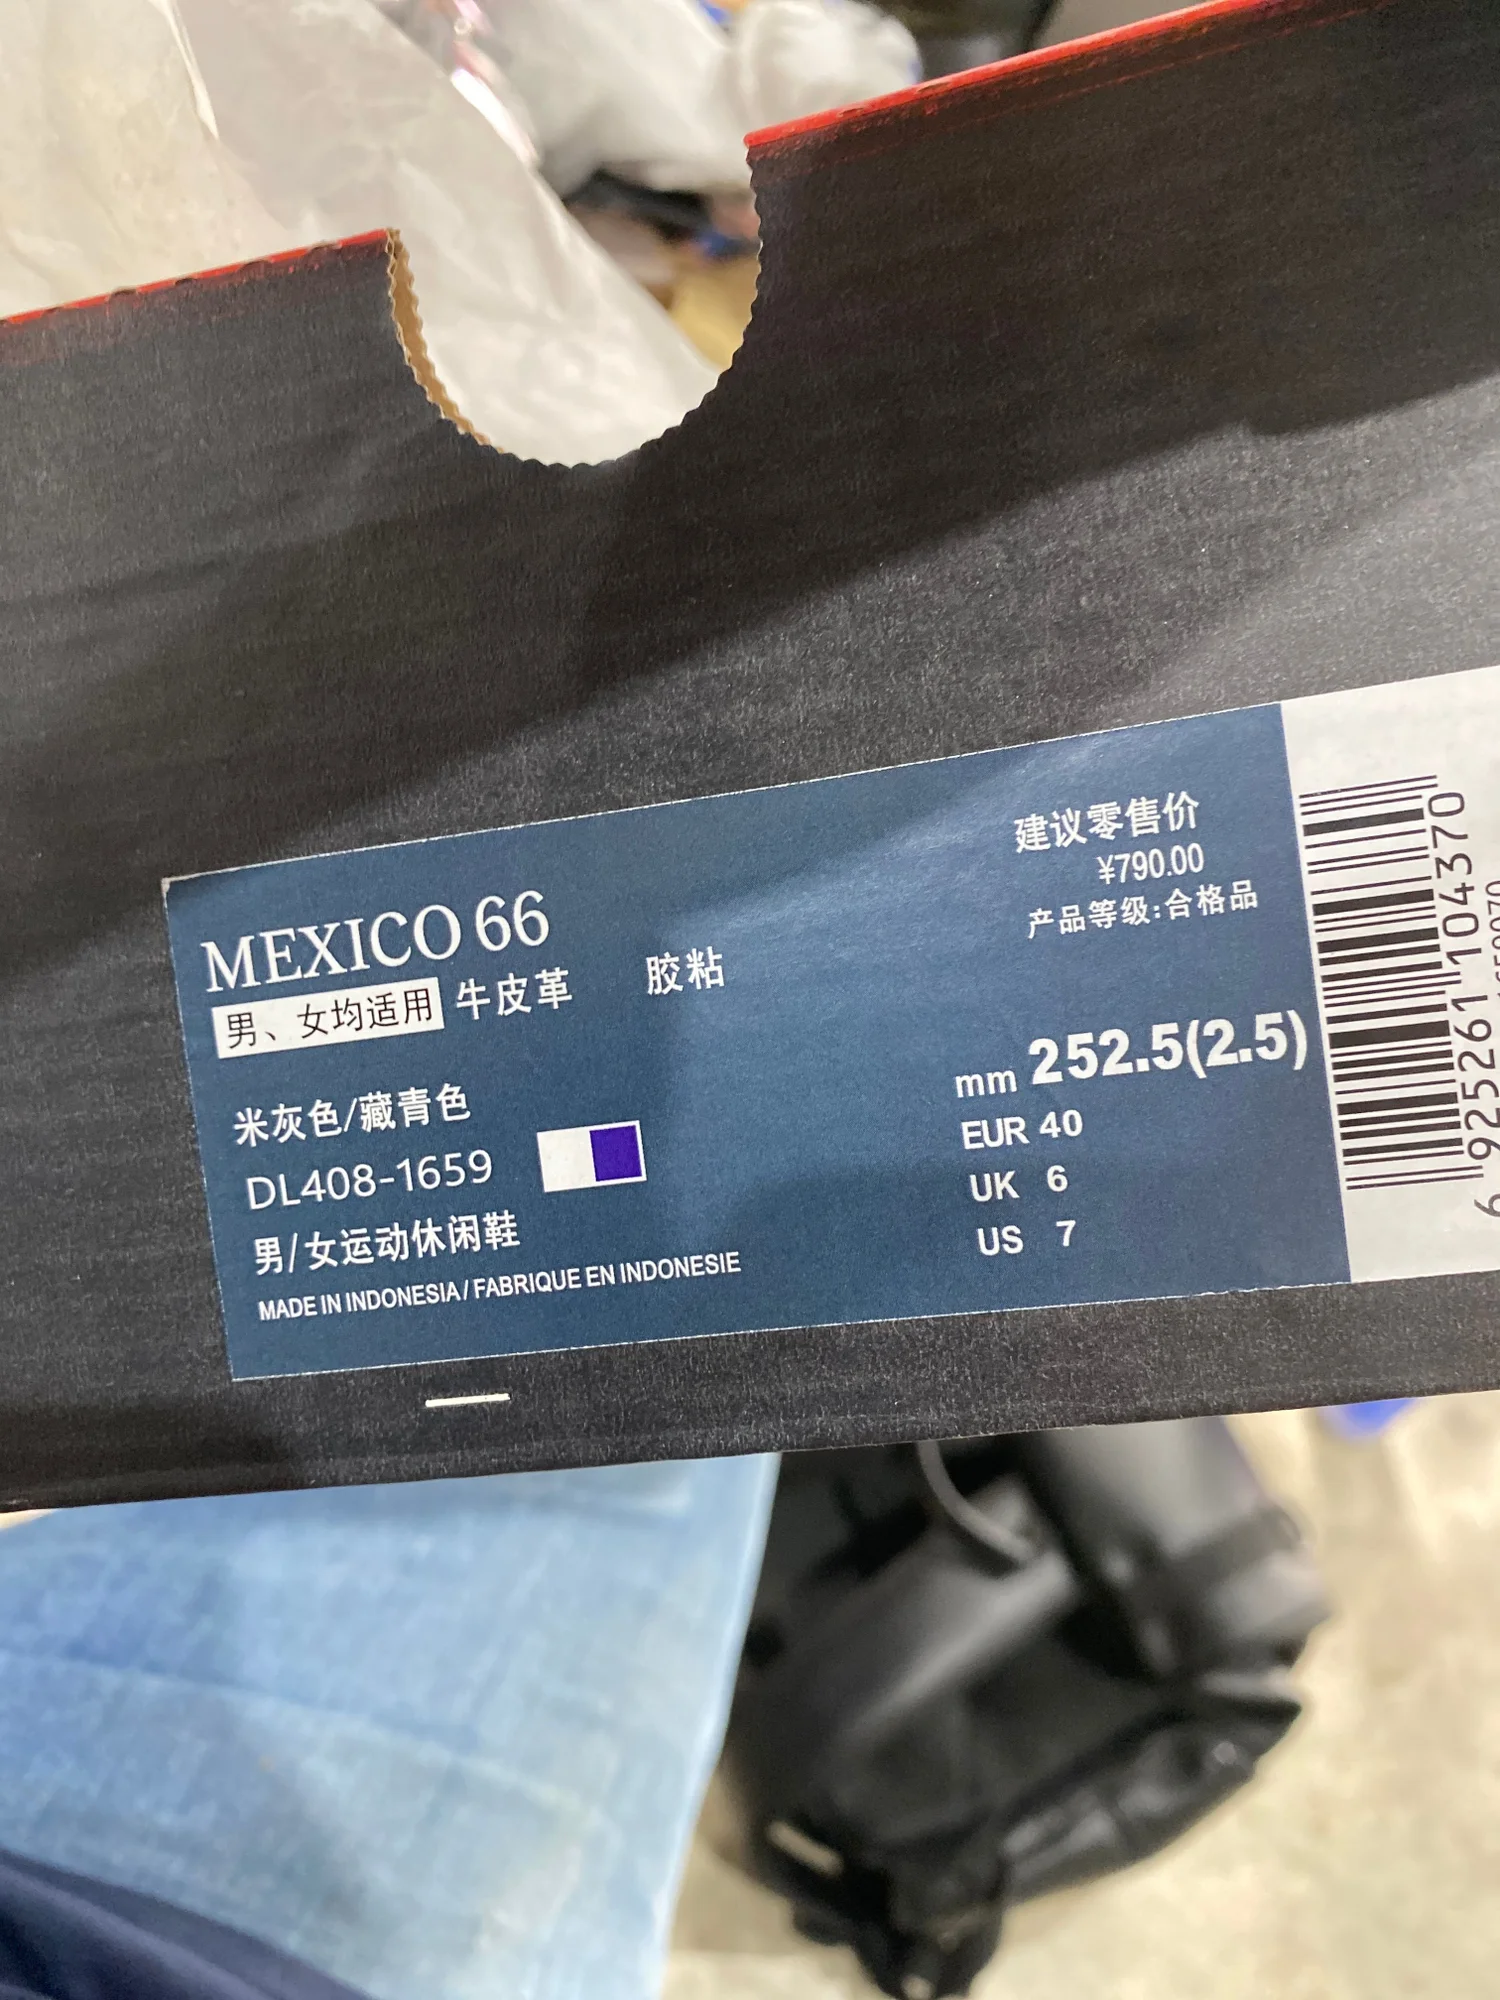 MEXICO 66
男、女均适用 牛皮革 胶粘
米灰色/藏青色
DL408-1659
男/女运动休闲鞋
MADE IN INDONESIA / FABRIQUE EN INDONESIE
建议零售价
¥790.00
产品等级:合格品
mm 252.5(2.5)
EUR 40
UK 6
US 7
6 925261 104370